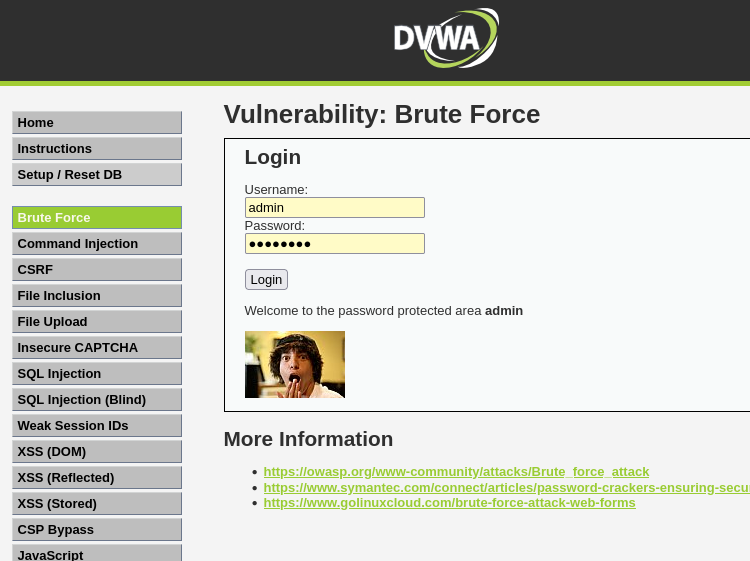 DVWA
Vulnerability: Brute Force
Home
Instructions
Setup / Reset DB
Brute Force
Command Injection
CSRF
File Inclusion
File Upload
Insecure CAPTCHA
SQL Injection
SQL Injection (Blind)
Weak Session IDs
XSS (DOM)
XSS (Reflected)
XSS (Stored)
CSP Bypass
JavaScript
Login
Username:
admin
Password:
●●●●●●●●
Login
Welcome to the password protected area admin
More Information
https://owasp.org/www-community/attacks/Brute_force_attack
https://www.symantec.com/connect/articles/password-crackers-ensuring-secu
https://www.golinuxcloud.com/brute-force-attack-web-forms